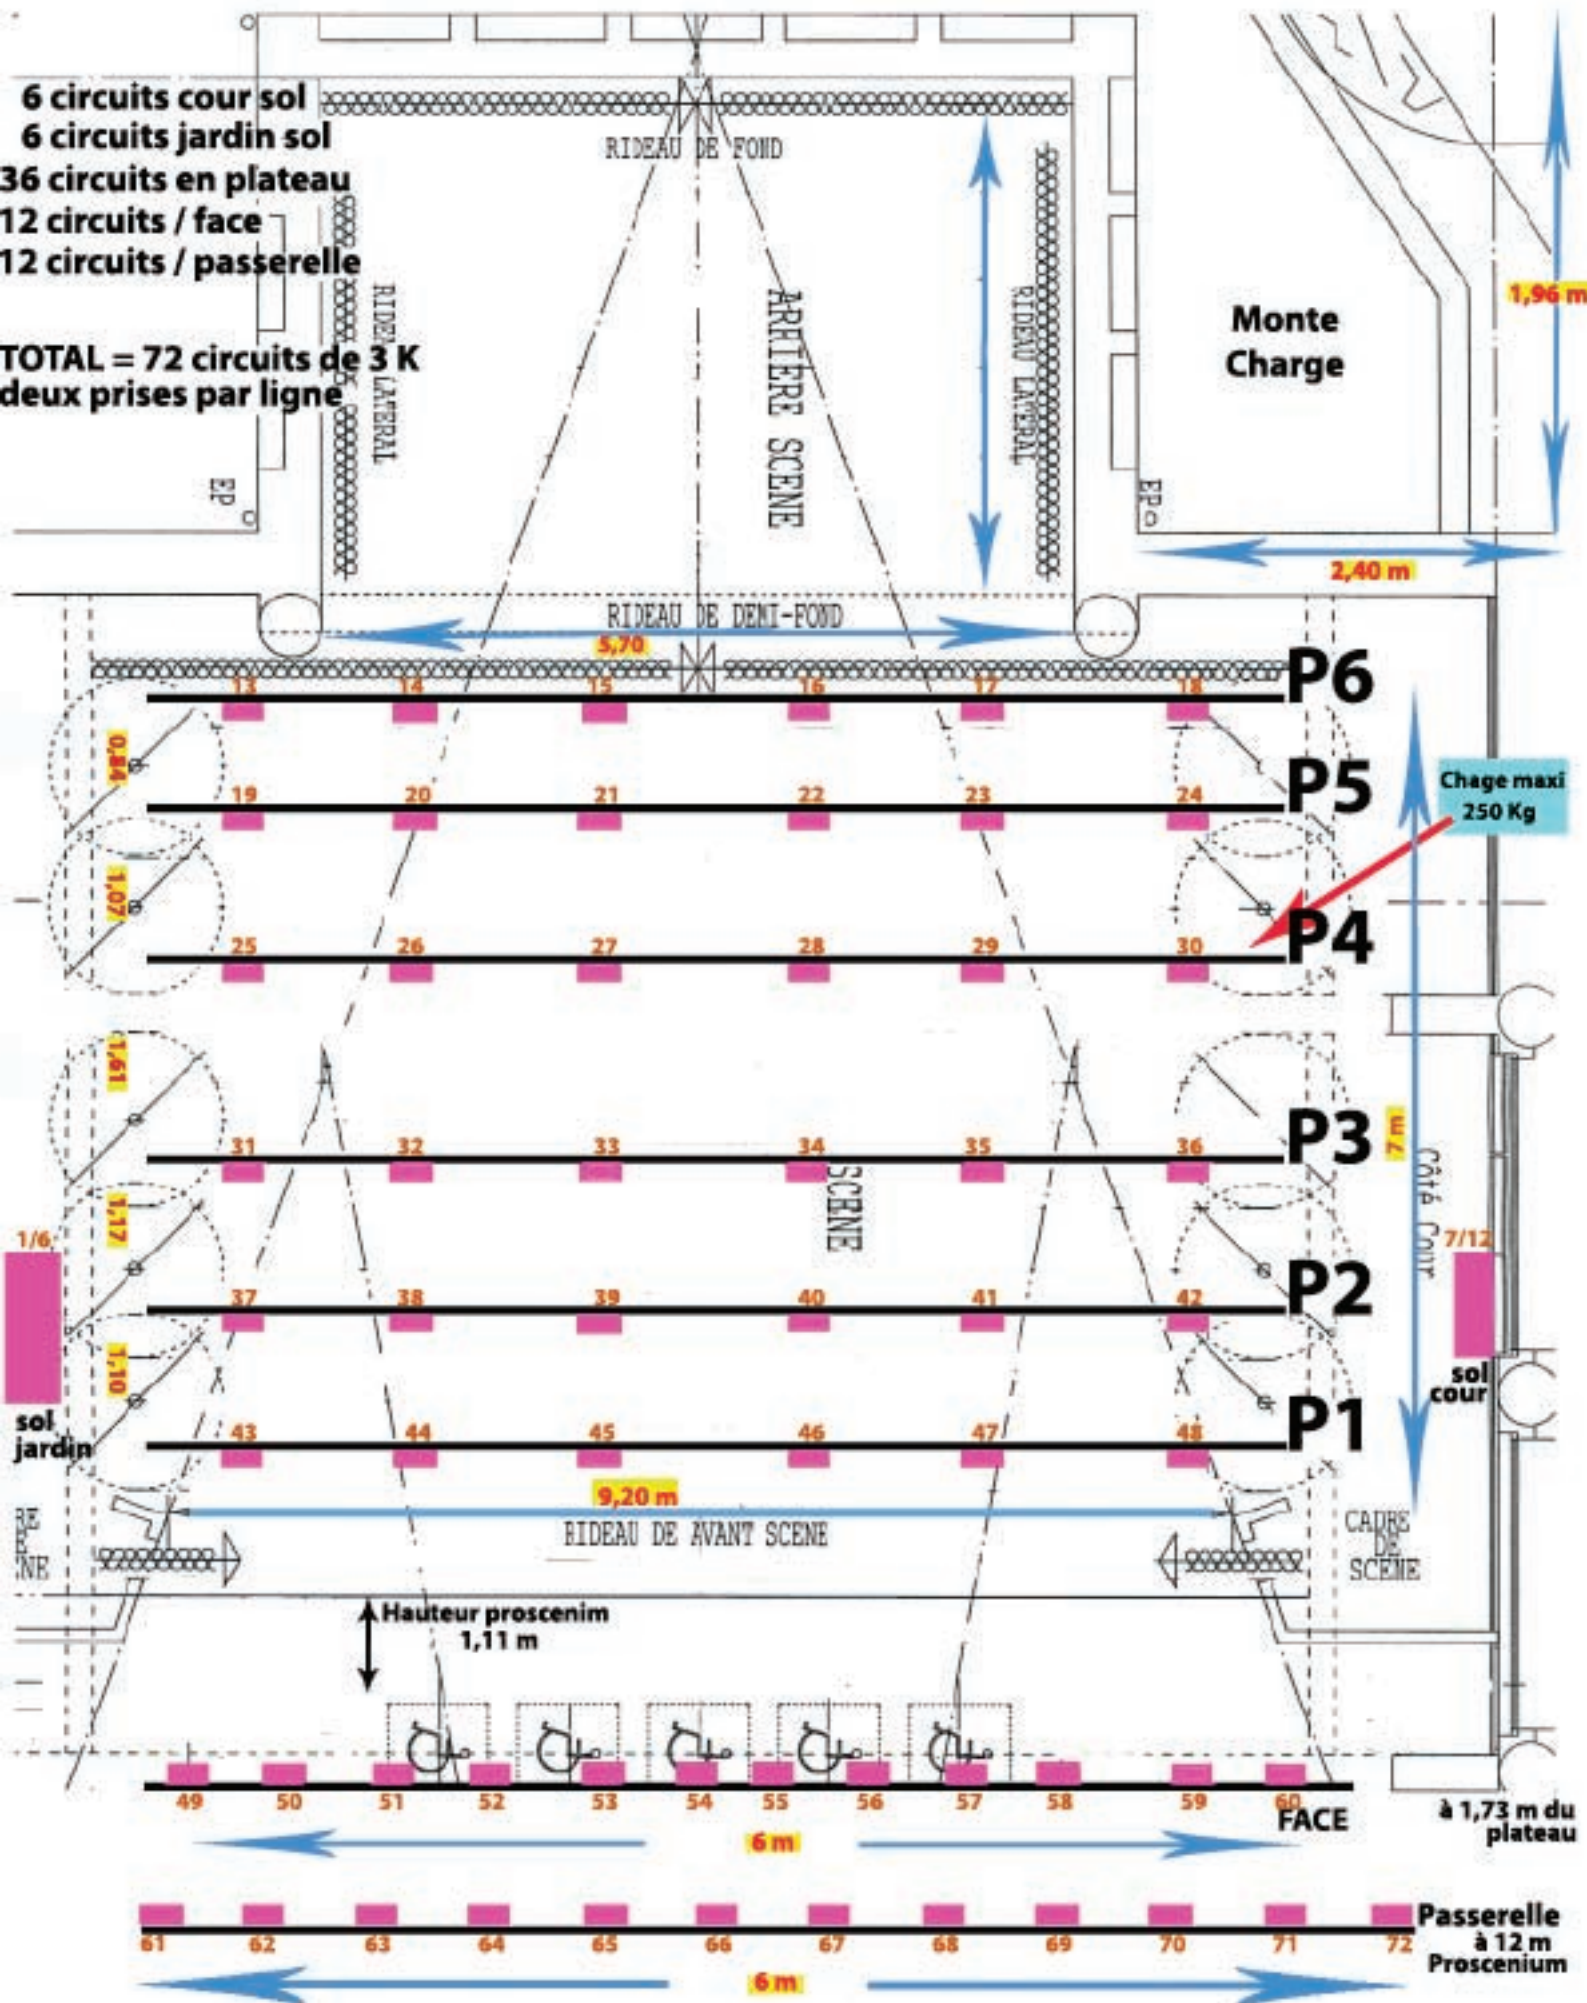 6 circuits cour sol
6 circuits jardin sol
36 circuits en plateau
12 circuits / face
12 circuits / passerelle
TOTAL = 72 circuits de 3 K
deux prises par ligne
RIDEAU DE FOND
RIDEAU LATERAL
ARRIERE SCENE
RIDEAU LATERAL
Monte
Charge
1,96 m
EP
EP
2,40 m
RIDEAU DE DEMI-FOND
5,70
13 14 15 16 17 18
P6
0,84
19 20 21 22 23 24
P5
Chage maxi
250 Kg
1,07
25 26 27 28 29 30
P4
1,61
31 32 33 34 35 36
P3
7 m
Côté Cour
SCENE
1,17
1/6
7/12
37 38 39 40 41 42
P2
1,10
sol
jardin
sol
cour
43 44 45 46 47 48
P1
9,20 m
RIDEAU DE AVANT SCENE
CADRE
DE
SCENE
RE
E
NE
Hauteur proscenim
1,11 m
49 50 51 52 53 54 55 56 57 58 59 60
FACE
à 1,73 m du
plateau
6 m
61 62 63 64 65 66 67 68 69 70 71 72
Passerelle
à 12 m
Proscenium
6 m